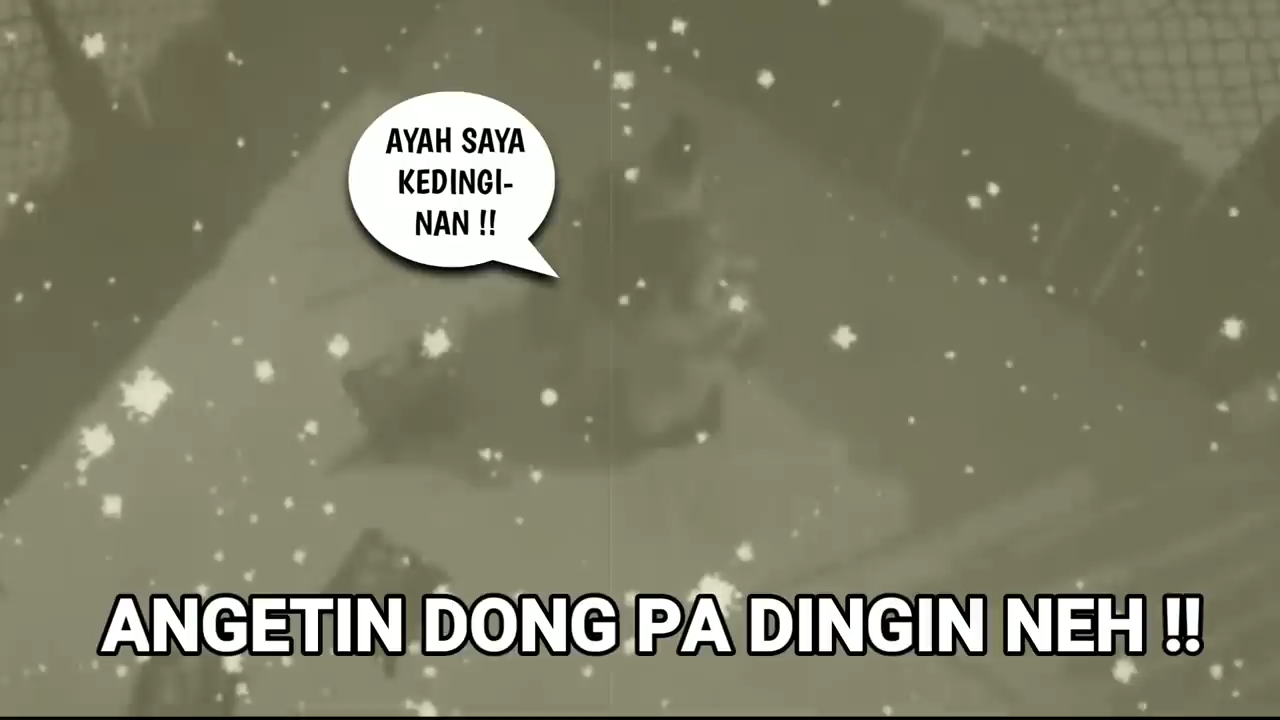 AYAH SAYA
KEDINGI-
NAN !!
ANGETIN DONG PA DINGIN NEH !!